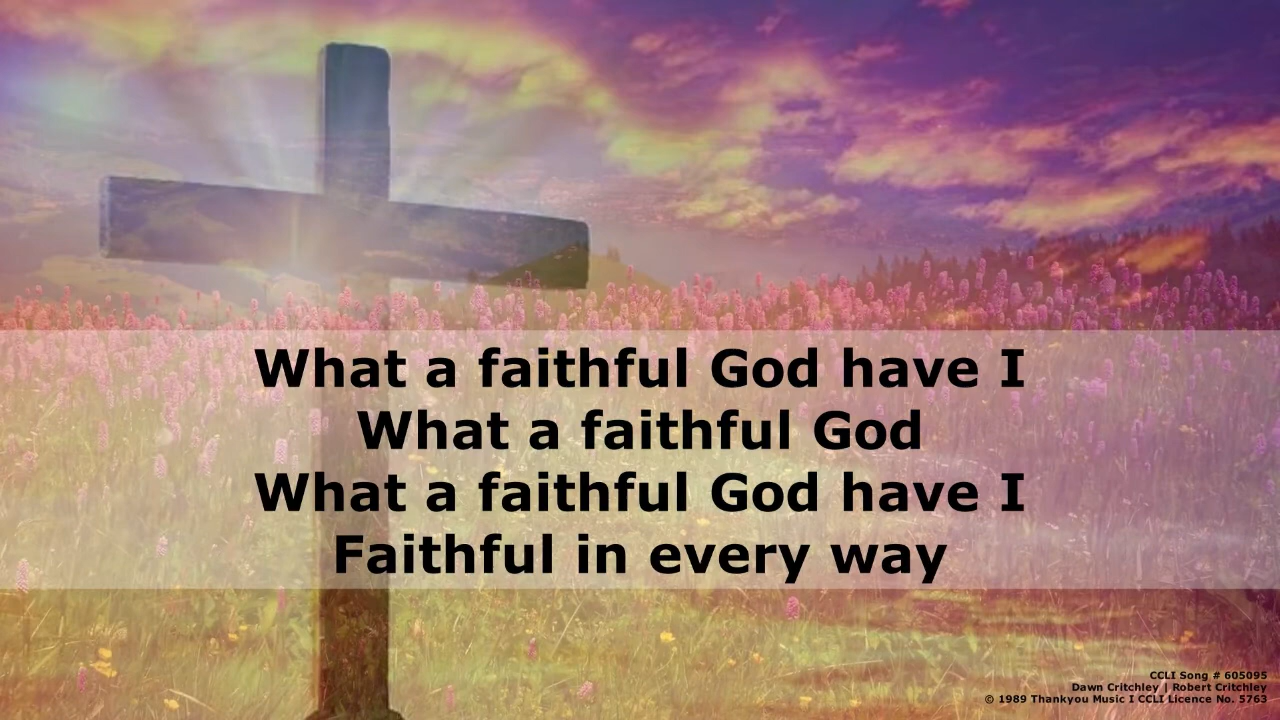 What a faithful God have I
What a faithful God
What a faithful God have I
Faithful in every way
CCLI Song # 605095
Dawn Critchley | Robert Critchley
© 1989 Thankyou Music I CCLI Licence No. 5763